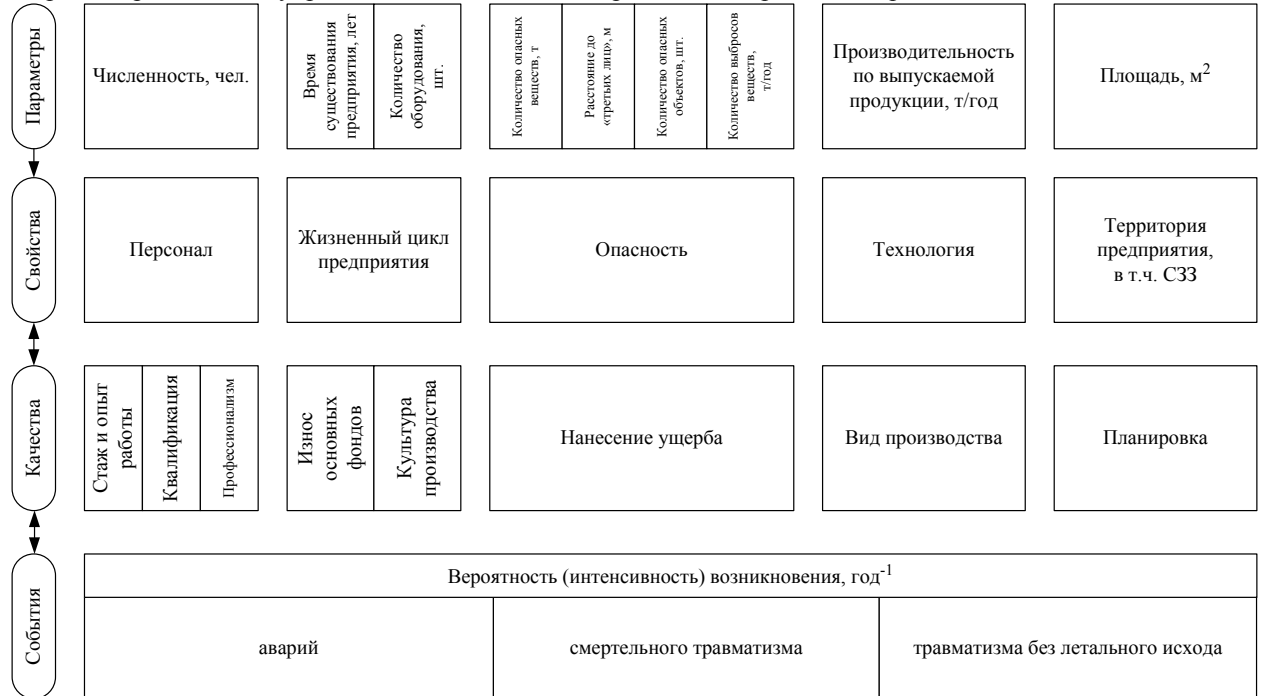 Параметры
Численность, чел.
Время
существования
предприятия, лет
Количество
оборудования,
шт.
Количество опасных
веществ, т
Расстояние до
«третьих лиц», м
Количество опасных
объектов, шт.
Количество выбросов
веществ,
т/год
Производительность
по выпускаемой
продукции, т/год
Площадь, м²
Свойства
Персонал
Жизненный цикл
предприятия
Опасность
Технология
Территория
предприятия,
в т.ч. СЗЗ
Качества
Стаж и опыт
работы
Квалификация
Профессионализм
Износ
основных
фондов
Культура
производства
Нанесение ущерба
Вид производства
Планировка
События
Вероятность (интенсивность) возникновения, год⁻¹
аварий
смертельного травматизма
травматизма без летального исхода